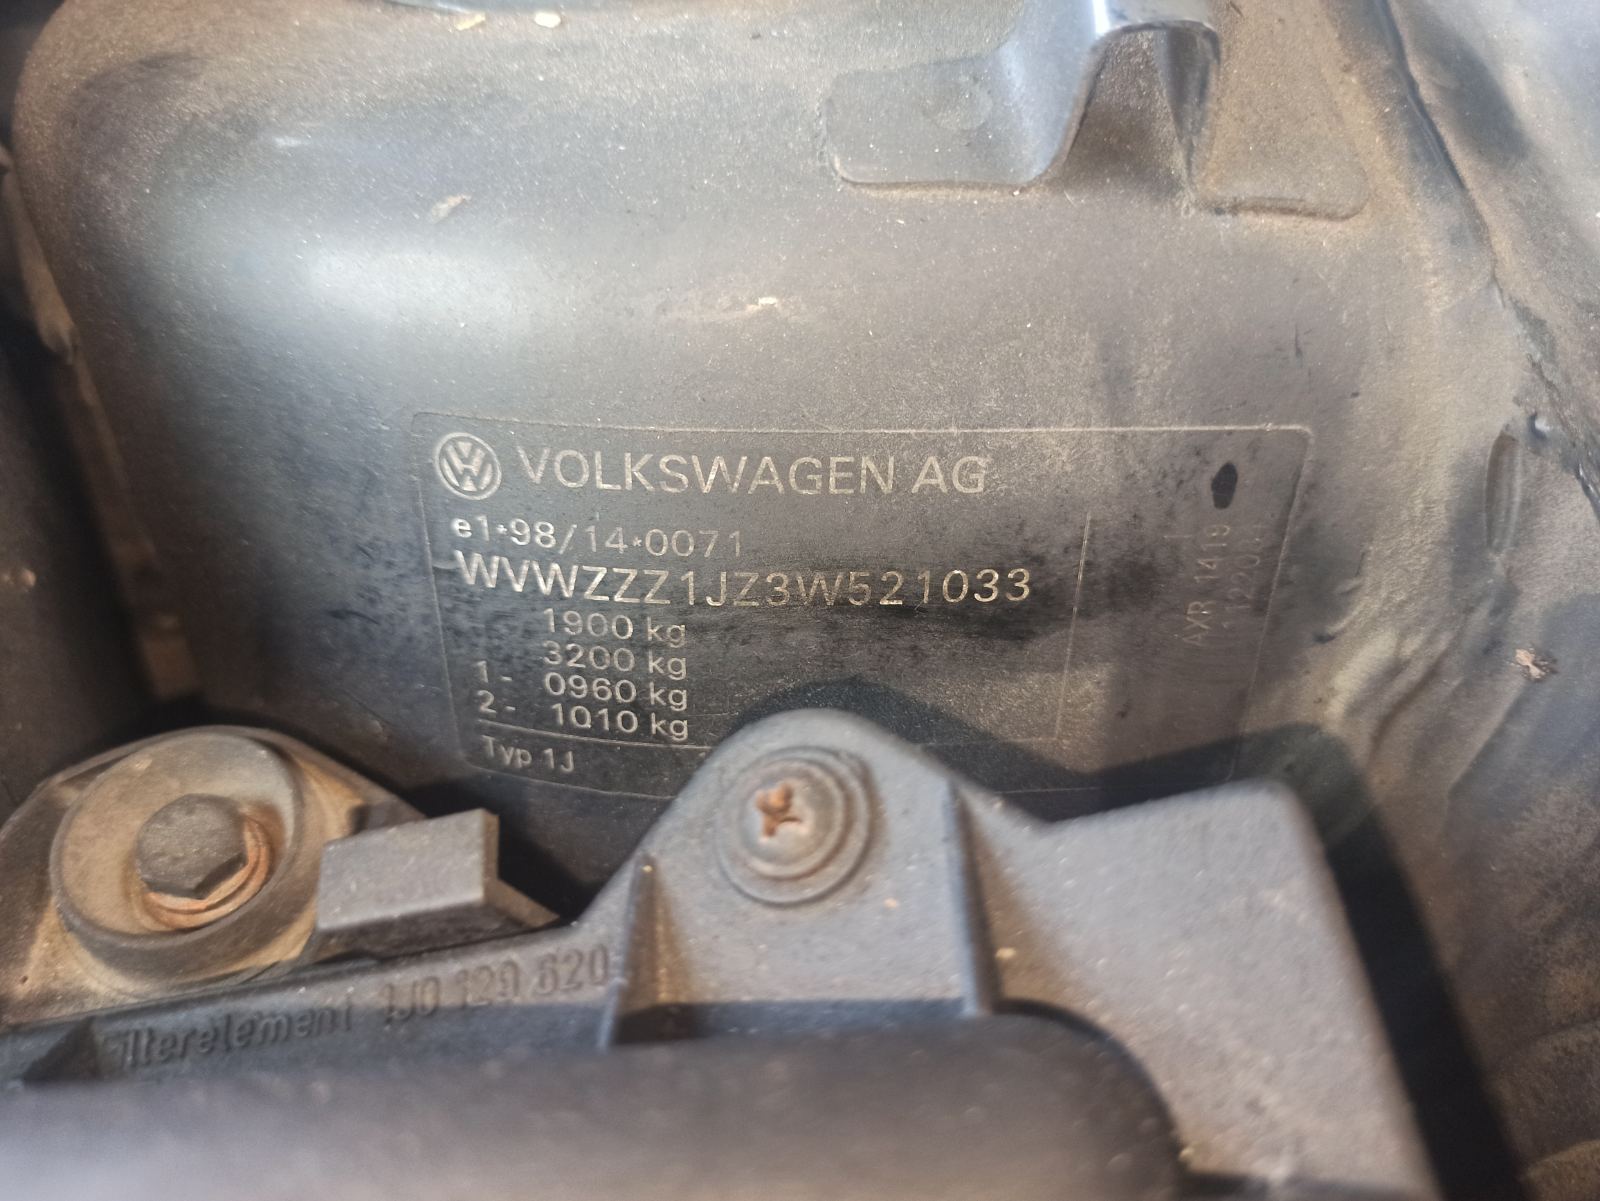 VOLKSWAGEN AG
e1*98/14*0071
WVWZZZ1JZ3W521033
1900 kg
3200 kg
1- 0960 kg
2- 1010 kg
Typ 1J
AVR 1419
Filterelement 1J0 129 620